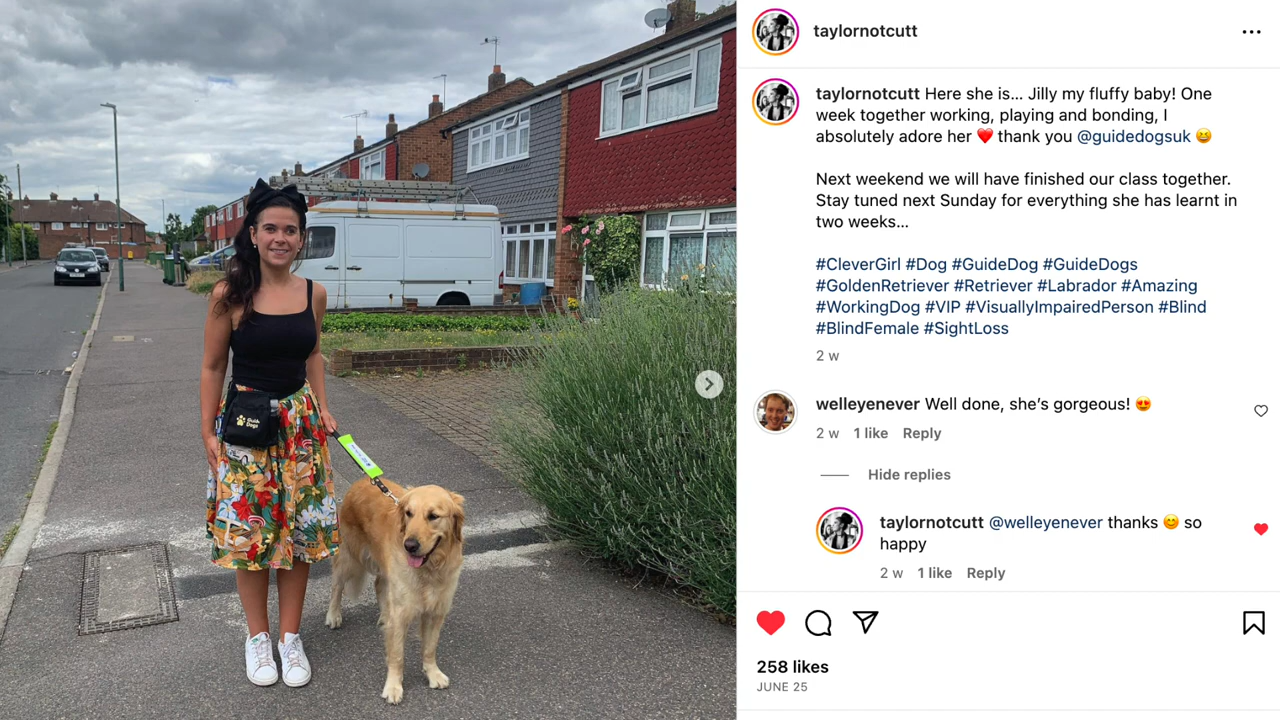 taylornotcutt
taylornotcutt Here she is... Jilly my fluffy baby! One
week together working, playing and bonding, I
absolutely adore her ❤️ thank you @guidedogsuk 😆
Next weekend we will have finished our class together.
Stay tuned next Sunday for everything she has learnt in
two weeks...
#CleverGirl #Dog #GuideDog #GuideDogs
#GoldenRetriever #Retriever #Labrador #Amazing
#WorkingDog #VIP #VisuallyImpairedPerson #Blind
#BlindFemale #SightLoss
2 w
welleyenever Well done, she’s gorgeous! 😍
2 w 1 like Reply
Hide replies
taylornotcutt @welleyenever thanks 😊 so
happy
2 w 1 like Reply
258 likes
JUNE 25
Guide
Dogs